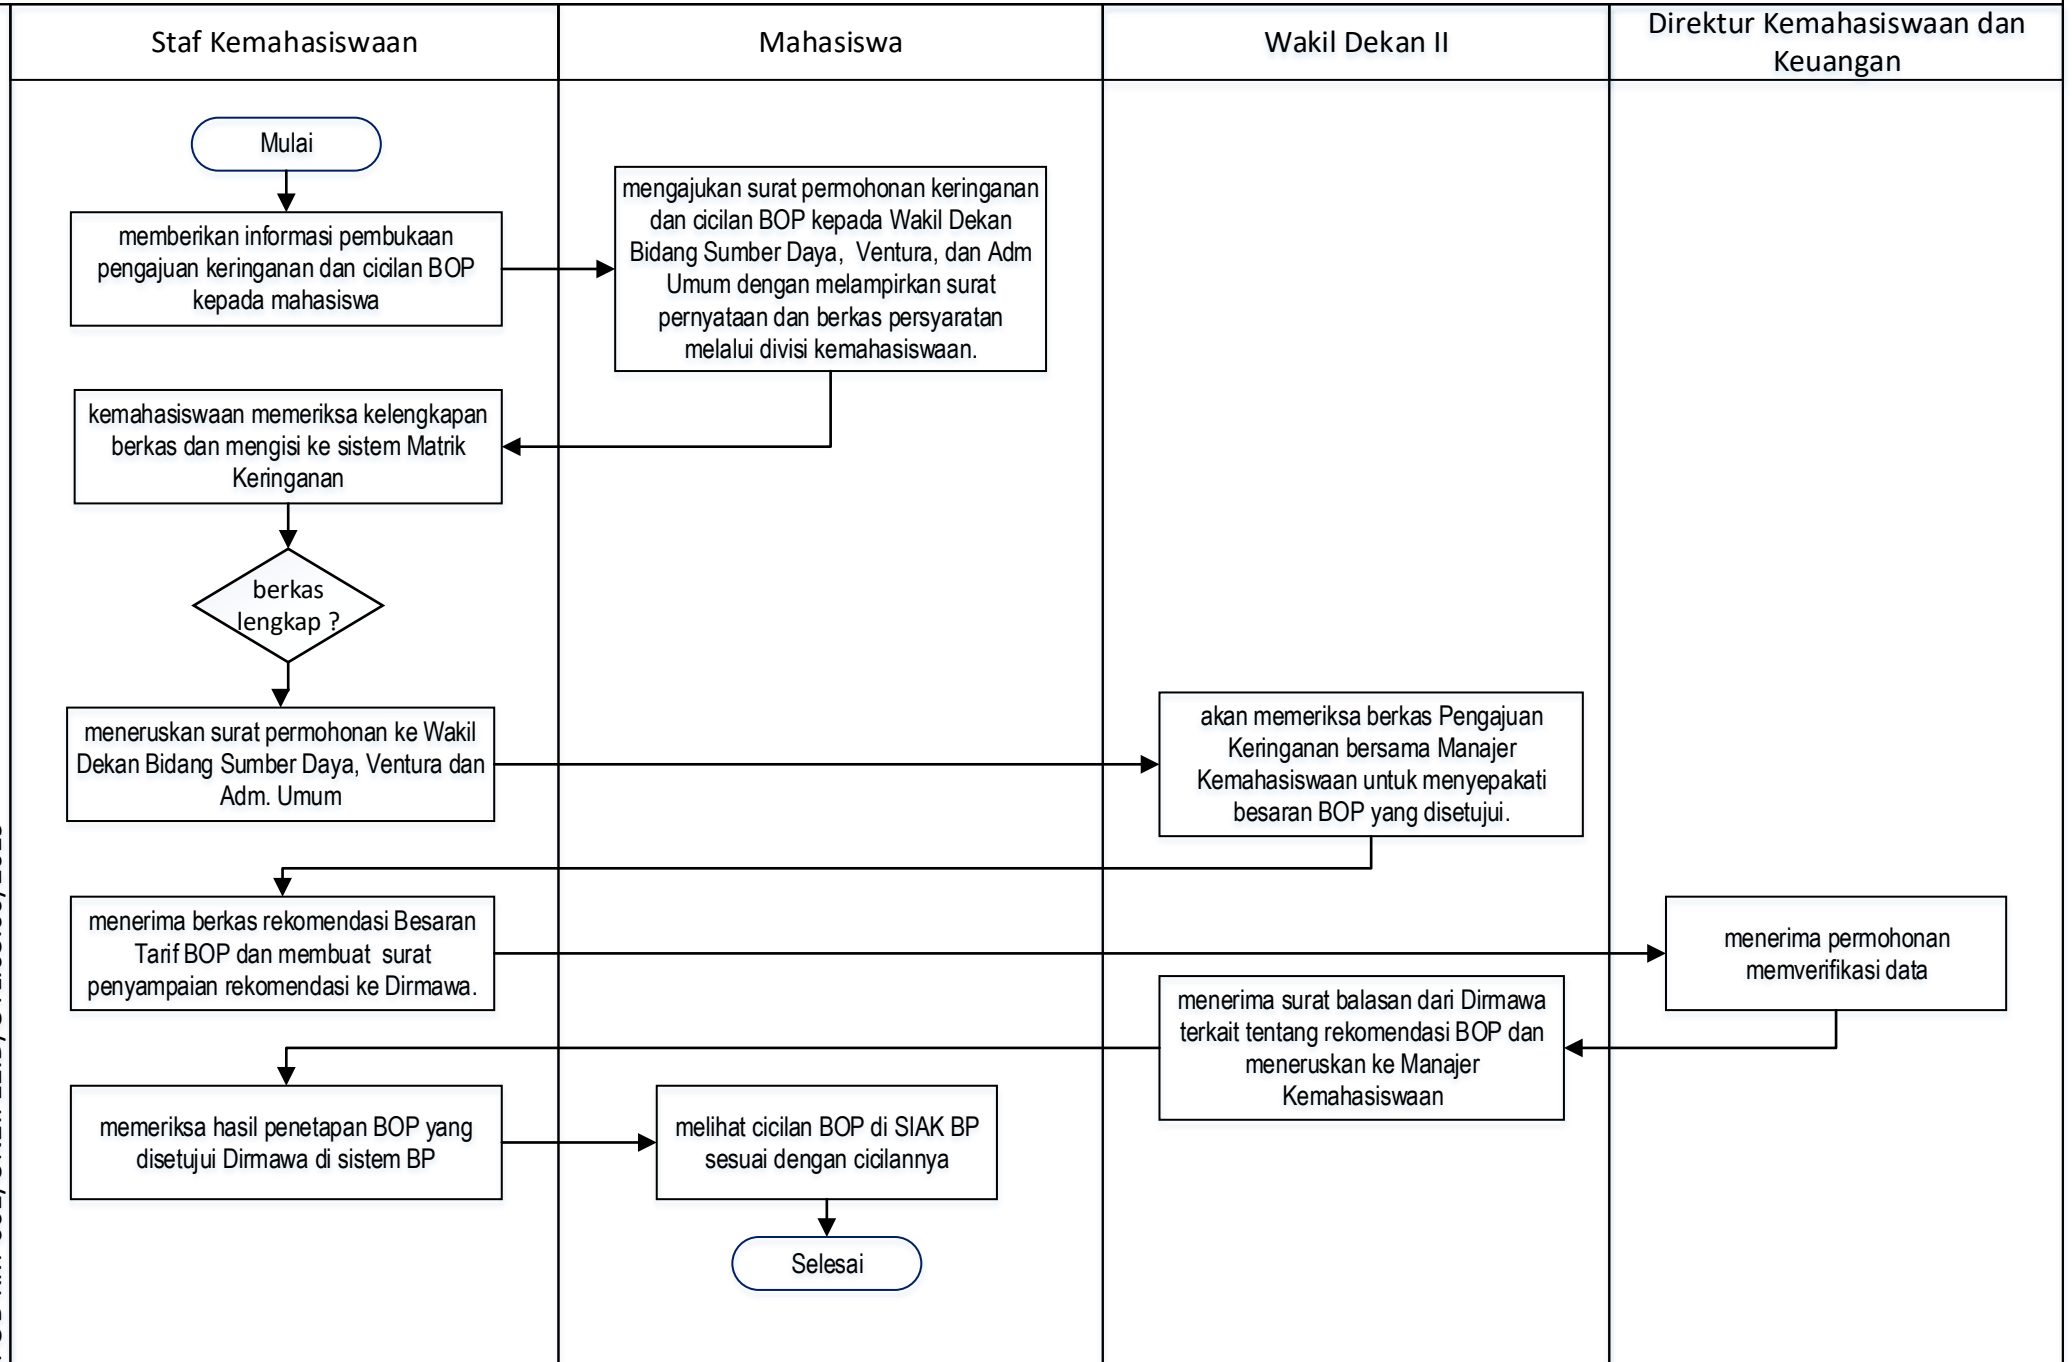 Staf Kemahasiswaan
Mahasiswa
Wakil Dekan II
Direktur Kemahasiswaan dan
Keuangan
Mulai
memberikan informasi pembukaan
pengajuan keringanan dan cicilan BOP
kepada mahasiswa
mengajukan surat permohonan keringanan
dan cicilan BOP kepada Wakil Dekan
Bidang Sumber Daya, Ventura, dan Adm
Umum dengan melampirkan surat
pernyataan dan berkas persyaratan
melalui divisi kemahasiswaan.
kemahasiswaan memeriksa kelengkapan
berkas dan mengisi ke sistem Matrik
Keringanan
berkas
lengkap ?
meneruskan surat permohonan ke Wakil
Dekan Bidang Sumber Daya, Ventura dan
Adm. Umum
akan memeriksa berkas Pengajuan
Keringanan bersama Manajer
Kemahasiswaan untuk menyepakati
besaran BOP yang disetujui.
menerima berkas rekomendasi Besaran
Tarif BOP dan membuat surat
penyampaian rekomendasi ke Dirmawa.
menerima permohonan
memverifikasi data
menerima surat balasan dari Dirmawa
terkait tentang rekomendasi BOP dan
meneruskan ke Manajer
Kemahasiswaan
memeriksa hasil penetapan BOP yang
disetujui Dirmawa di sistem BP
melihat cicilan BOP di SIAK BP
sesuai dengan cicilannya
Selesai